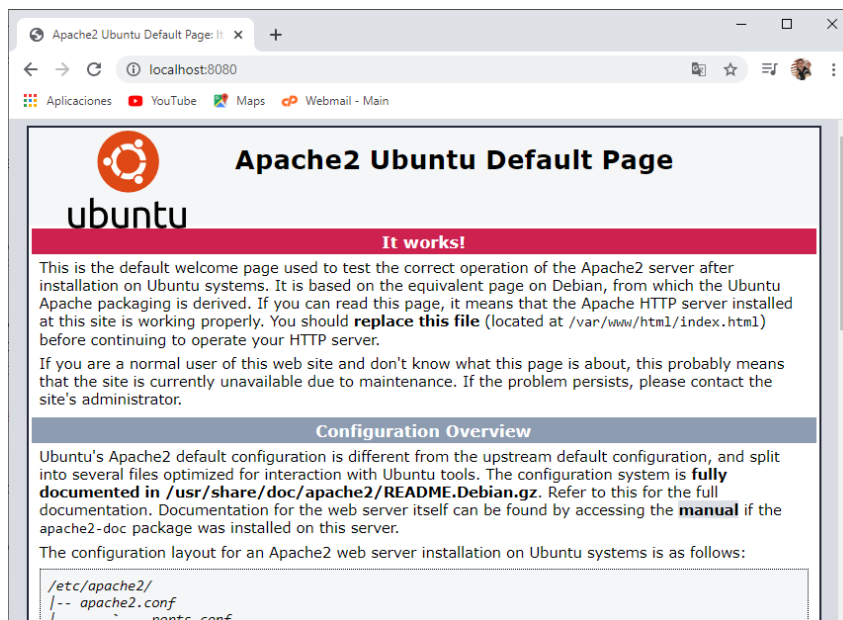 Apache2 Ubuntu Default Page: It
localhost:8080
Aplicaciones YouTube Maps Webmail - Main
ubuntu
Apache2 Ubuntu Default Page
It works!
This is the default welcome page used to test the correct operation of the Apache2 server after
installation on Ubuntu systems. It is based on the equivalent page on Debian, from which the Ubuntu
Apache packaging is derived. If you can read this page, it means that the Apache HTTP server installed
at this site is working properly. You should replace this file (located at /var/www/html/index.html)
before continuing to operate your HTTP server.
If you are a normal user of this web site and don't know what this page is about, this probably means
that the site is currently unavailable due to maintenance. If the problem persists, please contact the
site's administrator.
Configuration Overview
Ubuntu's Apache2 default configuration is different from the upstream default configuration, and split
into several files optimized for interaction with Ubuntu tools. The configuration system is fully
documented in /usr/share/doc/apache2/README.Debian.gz. Refer to this for the full
documentation. Documentation for the web server itself can be found by accessing the manual if the
apache2-doc package was installed on this server.
The configuration layout for an Apache2 web server installation on Ubuntu systems is as follows:
/etc/apache2/
|-- apache2.conf
| `-- ports.conf